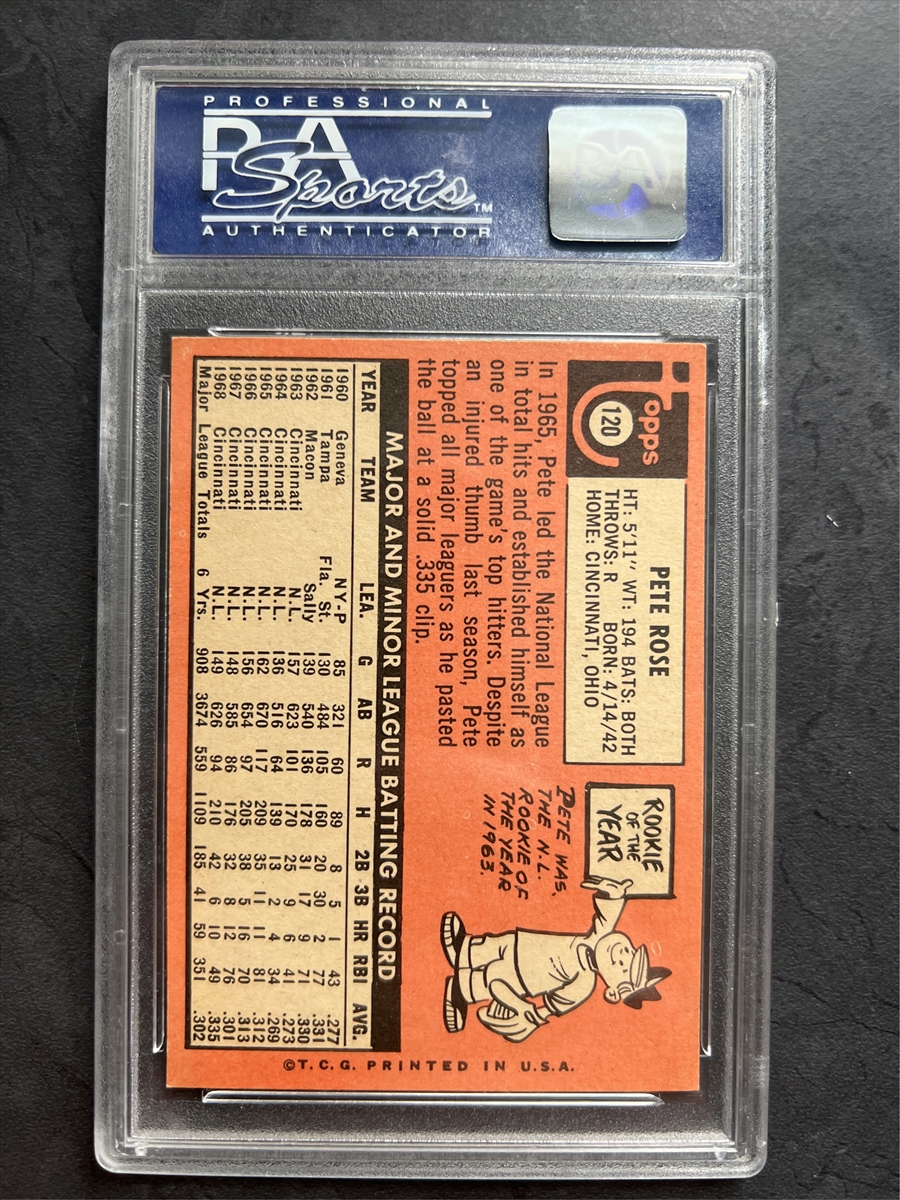 PROFESSIONAL
PSA
Sports™
AUTHENTICATOR
Topps
120
PETE ROSE
HT: 5'11" WT: 194 BATS: BOTH
THROWS: R BORN: 4/14/42
HOME: CINCINNATI, OHIO
In 1965, Pete led the National League
in total hits and established himself as
one of the game's top hitters. Despite
an injured thumb last season, Pete
topped all major leaguers as he pasted
the ball at a solid .335 clip.
ROOKIE
OF THE
YEAR
PETE WAS
THE N.L.
ROOKIE OF
THE YEAR
IN 1963.
MAJOR AND MINOR LEAGUE BATTING RECORD
YEAR TEAM LEA. G AB R H 2B 3B HR RBI AVG.
1960 Geneva NY-P 85 321 60 89 8 5 1 43 .277
1961 Tampa Fla. St. 130 484 105 160 20 30 2 77 .331
1962 Macon Sally 139 540 136 178 31 17 9 71 .330
1963 Cincinnati N.L. 157 623 101 170 25 9 6 41 .273
1964 Cincinnati N.L. 136 516 64 139 13 2 4 34 .269
1965 Cincinnati N.L. 162 670 117 209 35 11 11 81 .312
1966 Cincinnati N.L. 156 654 97 205 38 5 16 70 .313
1967 Cincinnati N.L. 148 585 86 176 32 8 12 76 .301
1968 Cincinnati N.L. 149 626 94 210 42 6 10 49 .335
Major League Totals 6 Yrs. 908 3674 559 1109 185 41 59 351 .302
©T.C.G. PRINTED IN U.S.A.